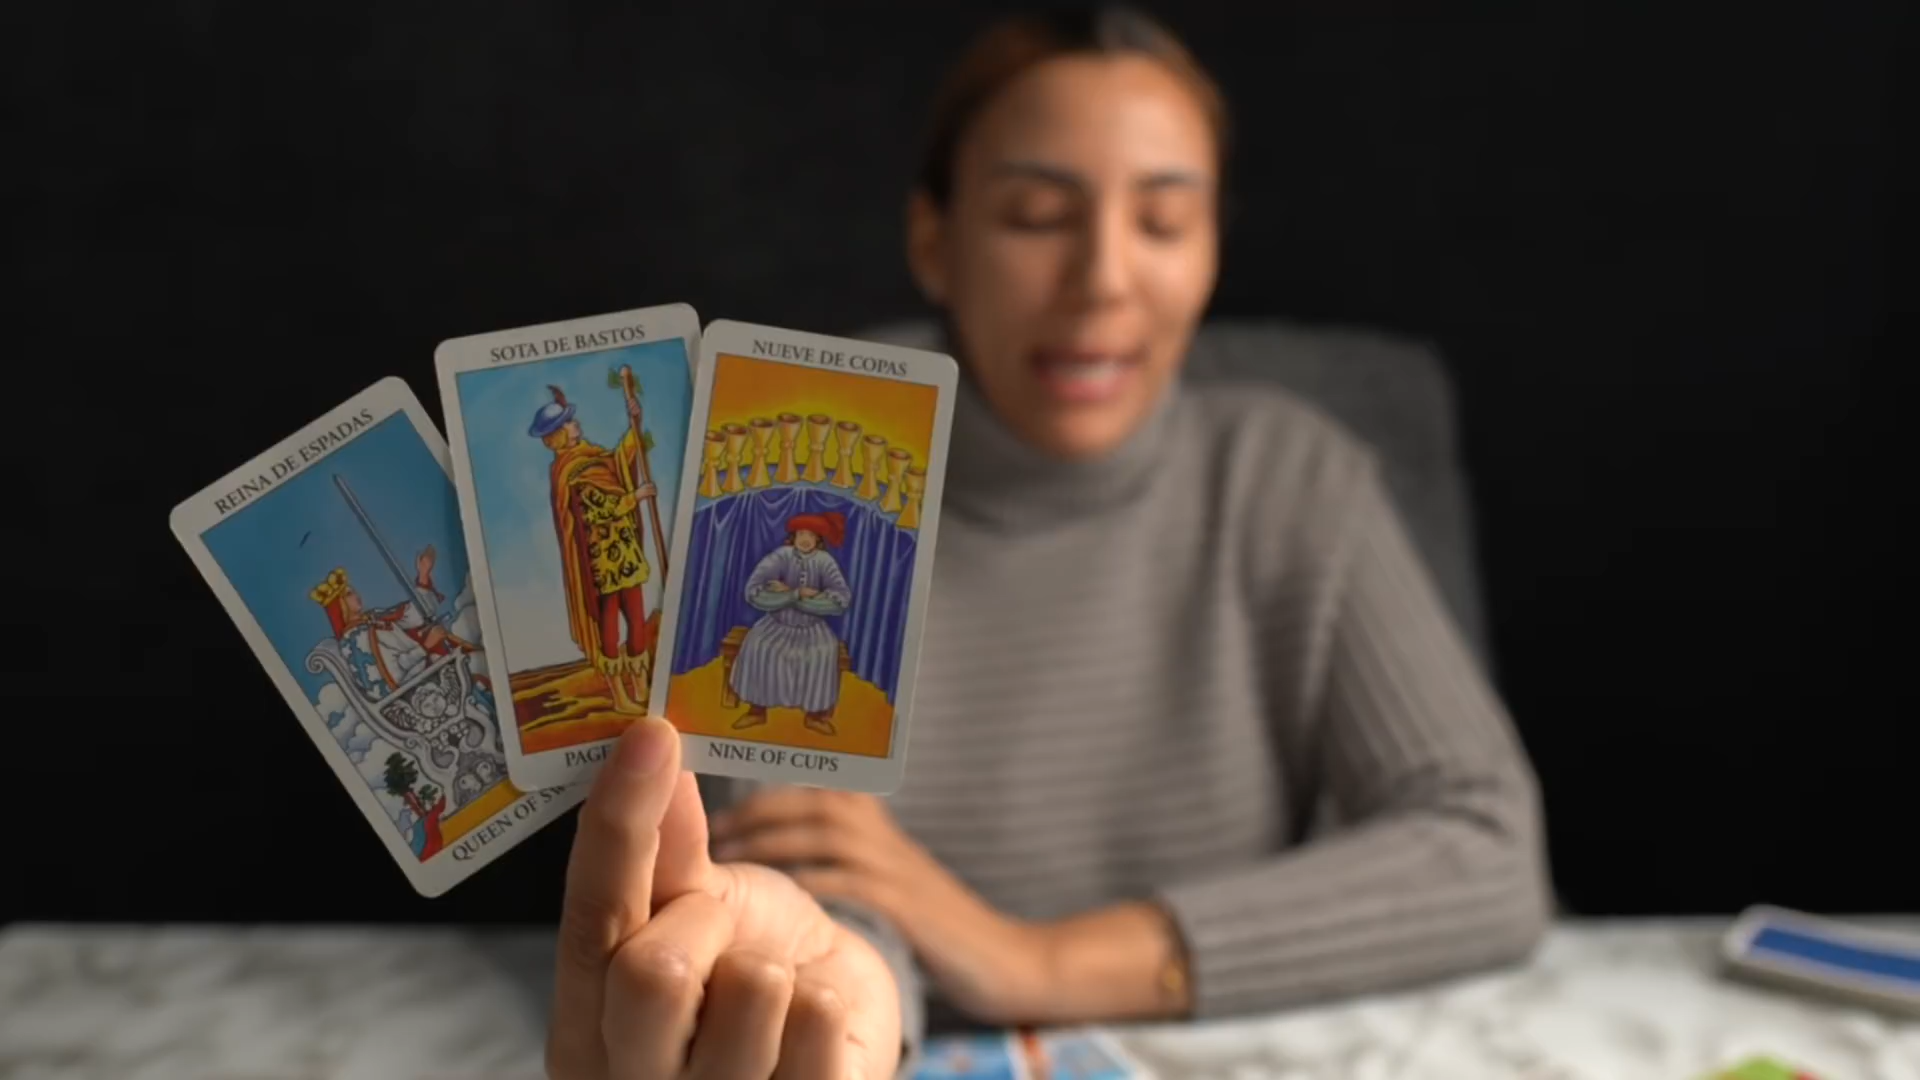 REINA DE ESPADAS
QUEEN OF SW
SOTA DE BASTOS
PAGE
NUEVE DE COPAS
NINE OF CUPS